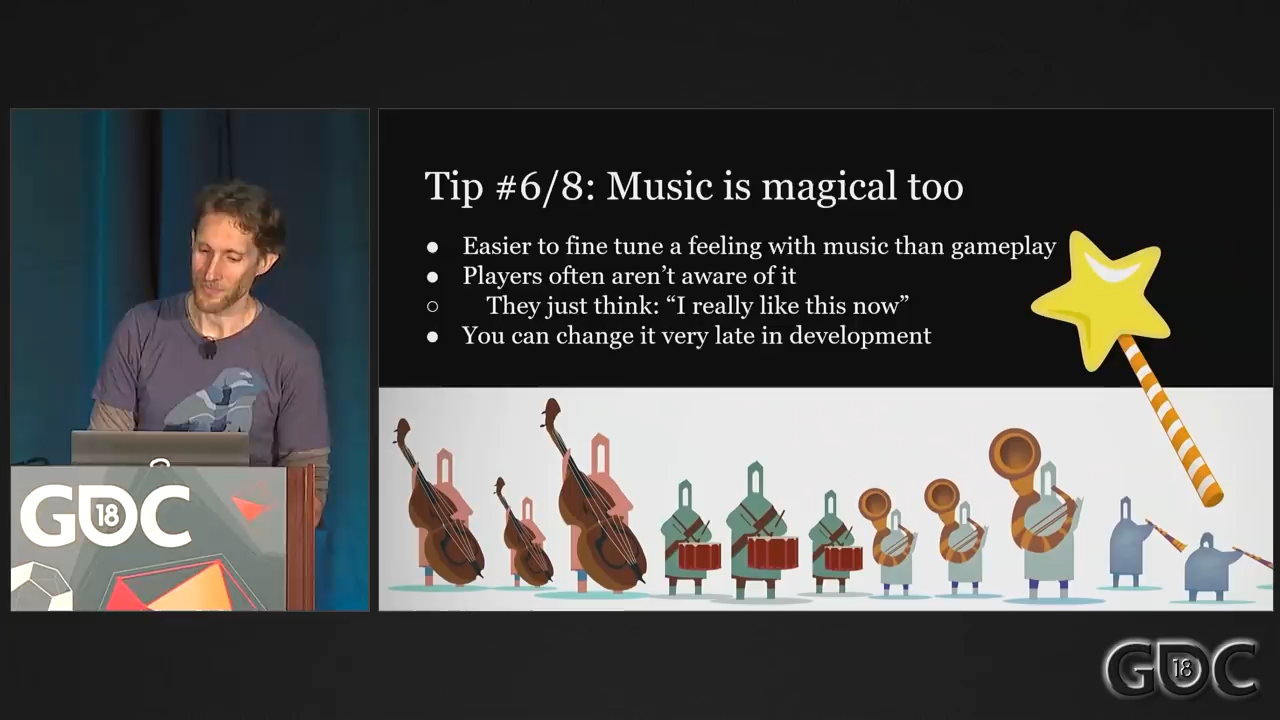 Tip #6/8: Music is magical too
● Easier to fine tune a feeling with music than gameplay
● Players often aren’t aware of it
○ They just think: “I really like this now”
● You can change it very late in development
GDC 18
GDC 18